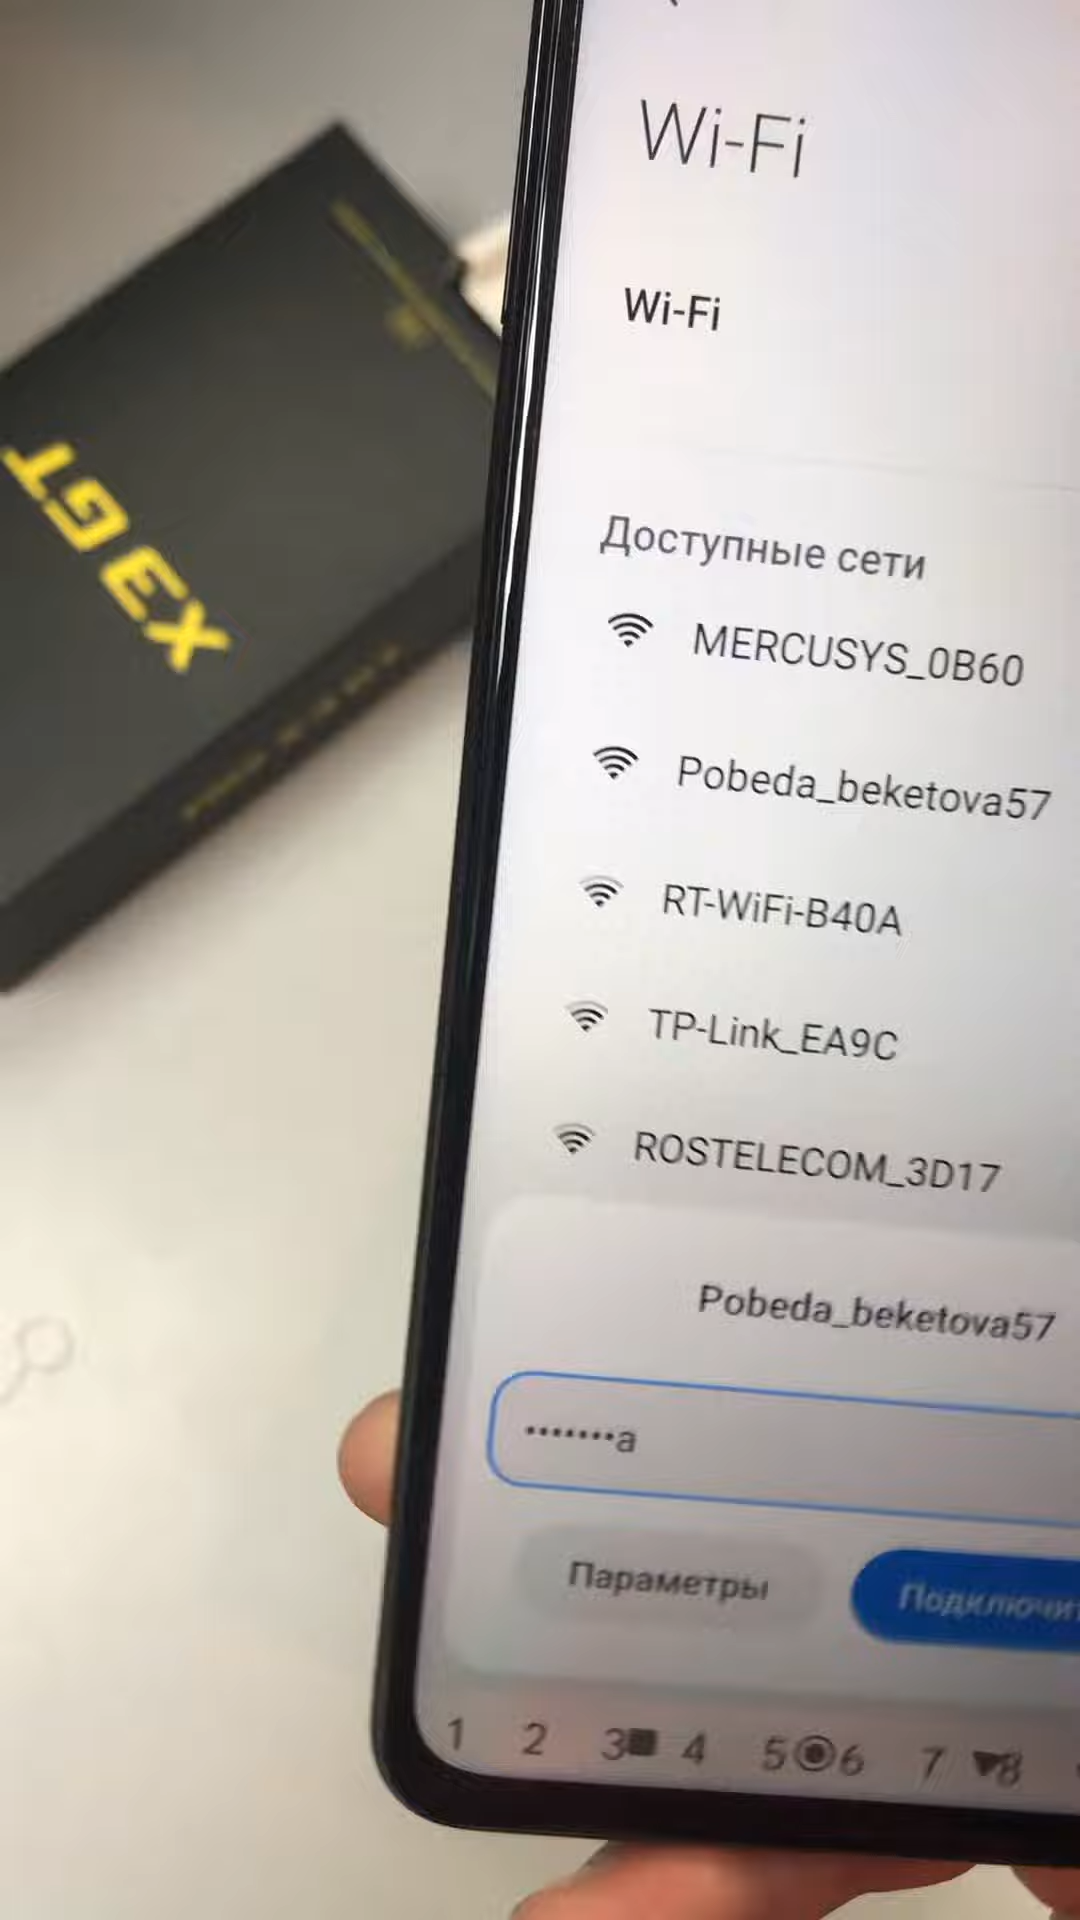 Wi-Fi
Wi-Fi
Доступные сети
MERCUSYS_0B60
Pobeda_beketova57
RT-WiFi-B40A
TP-Link_EA9C
ROSTELECOM_3D17
Pobeda_beketova57
•••••••a
Параметры
1 2 3 4 5 6 7 8